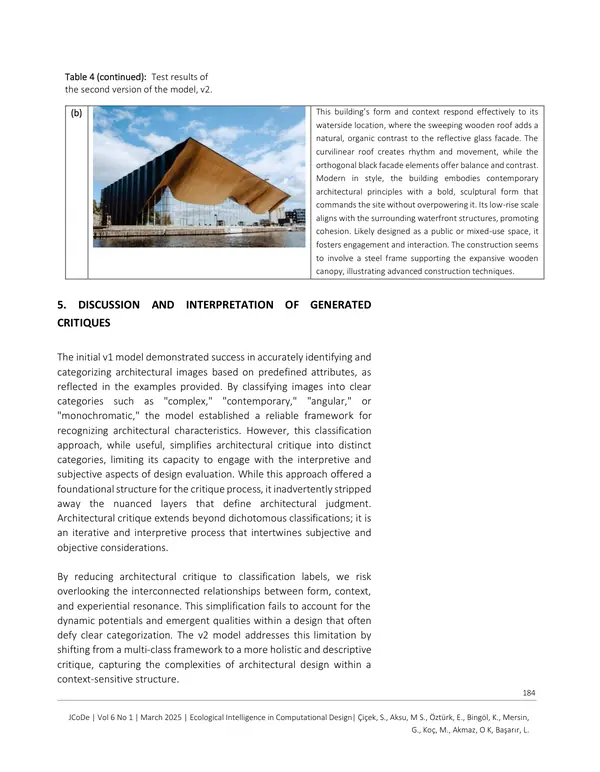 Table 4 (continued): Test results of
the second version of the model, v2.
(b)
This building's form and context respond effectively to its
waterside location, where the sweeping wooden roof adds a
natural, organic contrast to the reflective glass facade. The
curvilinear roof creates rhythm and movement, while the
orthogonal black facade elements offer balance and contrast.
Modern in style, the building embodies contemporary
architectural principles with a bold, sculptural form that
commands the site without overpowering it. Its low-rise scale
aligns with the surrounding waterfront structures, promoting
cohesion. Likely designed as a public or mixed-use space, it
fosters engagement and interaction. The construction seems
to involve a steel frame supporting the expansive wooden
canopy, illustrating advanced construction techniques.
5. DISCUSSION AND INTERPRETATION OF GENERATED
CRITIQUES
The initial v1 model demonstrated success in accurately identifying and
categorizing architectural images based on predefined attributes, as
reflected in the examples provided. By classifying images into clear
categories such as "complex," "contemporary," "angular," or
"monochromatic," the model established a reliable framework for
recognizing architectural characteristics. However, this classification
approach, while useful, simplifies architectural critique into distinct
categories, limiting its capacity to engage with the interpretive and
subjective aspects of design evaluation. While this approach offered a
foundational structure for the critique process, it inadvertently stripped
away the nuanced layers that define architectural judgment.
Architectural critique extends beyond dichotomous classifications; it is
an iterative and interpretive process that intertwines subjective and
objective considerations.
By reducing architectural critique to classification labels, we risk
overlooking the interconnected relationships between form, context,
and experiential resonance. This simplification fails to account for the
dynamic potentials and emergent qualities within a design that often
defy clear categorization. The v2 model addresses this limitation by
shifting from a multi-class framework to a more holistic and descriptive
critique, capturing the complexities of architectural design within a
context-sensitive structure.
184
JCoDe | Vol 6 No 1 | March 2025 | Ecological Intelligence in Computational Design| Çiçek, S., Aksu, M S., Öztürk, E., Bingöl, K., Mersin,
G., Koç, M., Akmaz, O K, Başarır, L.